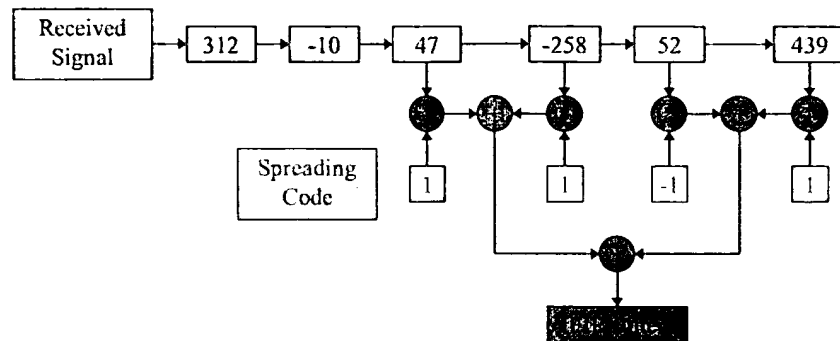 Received
Signal
312
-10
47
-258
52
439
Spreading
Code
1
1
-1
1